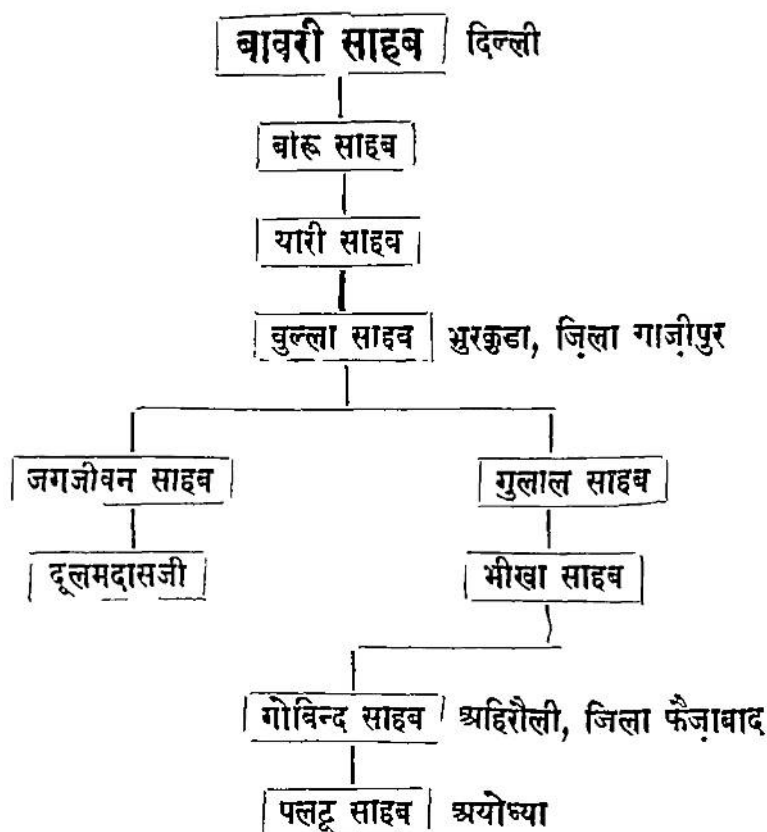 बावरी साहब दिल्ली
बीरू साहब
यारी साहब
बुल्ला साहब भुरकुडा, ज़िला गाज़ीपुर
जगजीवन साहब गुलाल साहब
दूलमदासजी भीखा साहब
गोविन्द साहब अहिरौली, जिला फैज़ाबाद
पलटू साहब अयोध्या